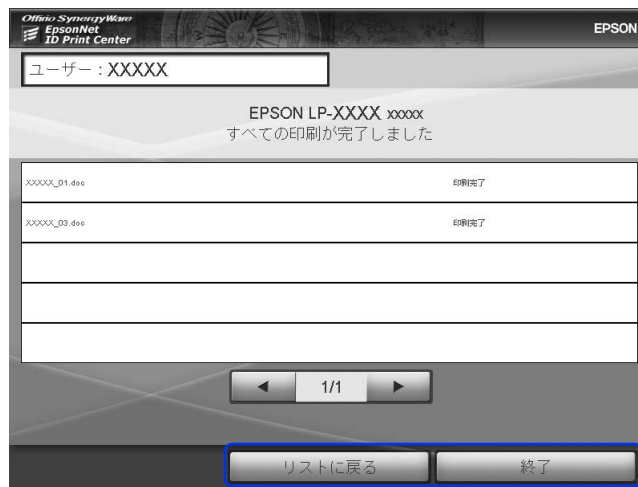 Offirio SynergyWare
EpsonNet
ID Print Center
EPSON
ユーザー：XXXXX
EPSON LP-XXXX xxxxx
すべての印刷が完了しました
XXXXX_01.doc 印刷完了
XXXXX_03.doc 印刷完了
1/1
リストに戻る 終了